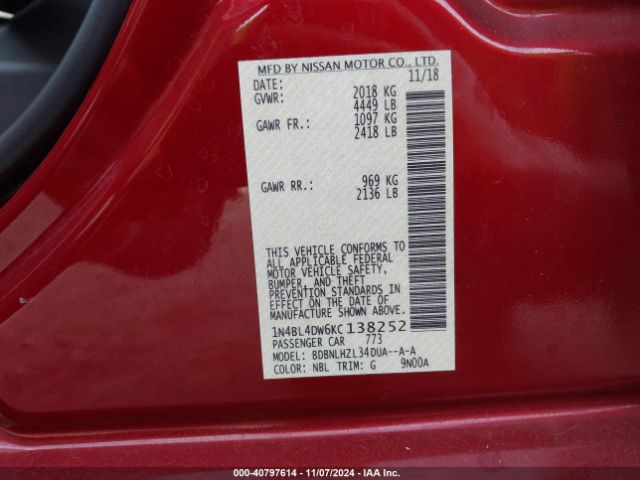 MFD BY NISSAN MOTOR CO., LTD.
DATE: 11/18
GVWR: 2018 KG
4449 LB
GAWR FR.: 1097 KG
2418 LB
GAWR RR.: 969 KG
2136 LB
THIS VEHICLE CONFORMS TO
ALL APPLICABLE FEDERAL
MOTOR VEHICLE SAFETY,
BUMPER, AND THEFT
PREVENTION STANDARDS IN
EFFECT ON THE DATE OF
MANUFACTURE SHOWN ABOVE.
1N4BL4DW6KC138252
PASSENGER CAR 773
MODEL: BDBNLHZL34DUA--A-A
COLOR: NBL TRIM: G 9N00A
000-40797614 - 11/07/2024 - IAA Inc.